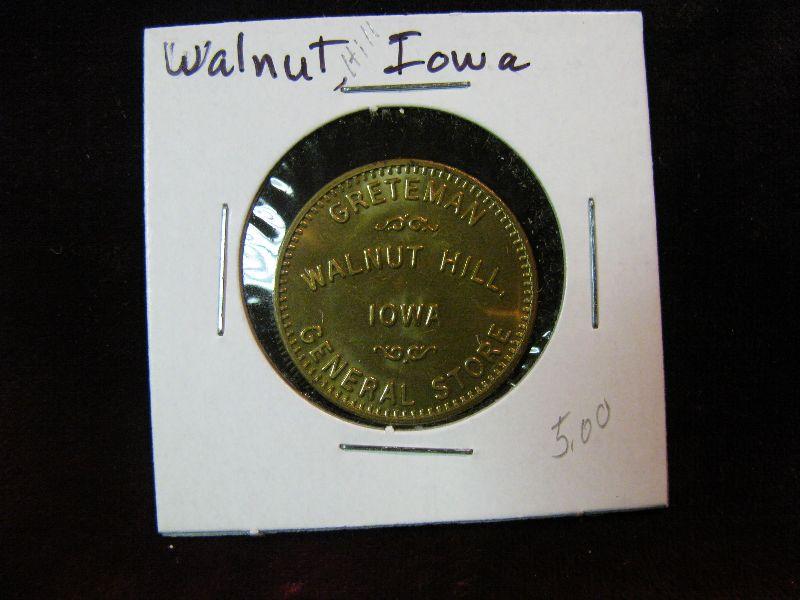 Walnut Hill, Iowa
GRETEMAN
WALNUT HILL,
IOWA
GENERAL STORE
5.00